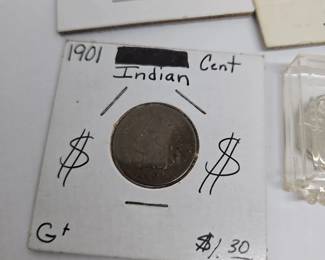 1901 Cent
Indian
$ $
G+
$1.30